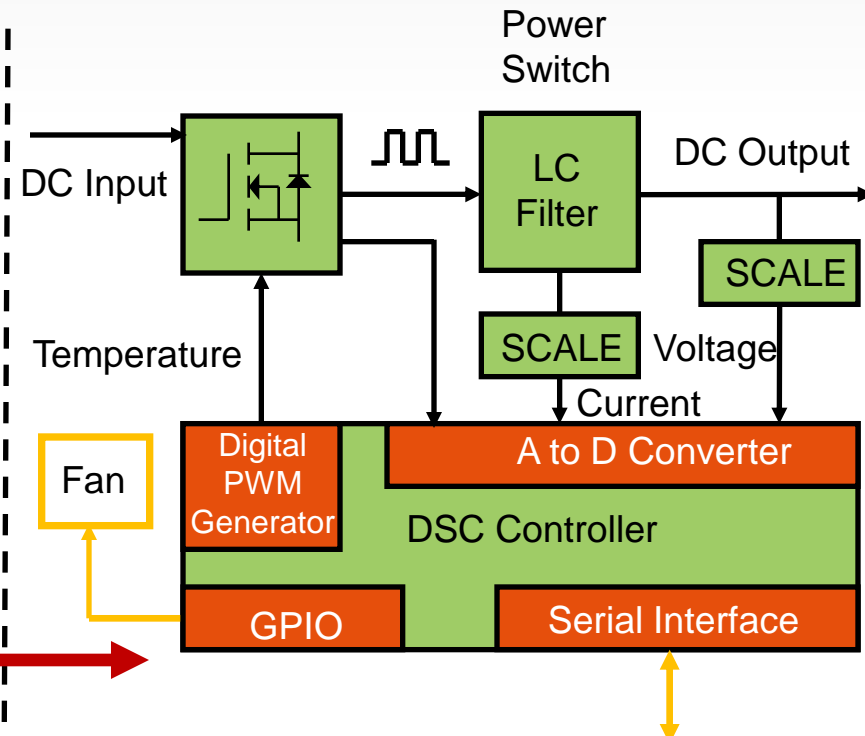 Power
Switch
DC Input
LC
Filter
DC Output
SCALE
Temperature
SCALE
Voltage
Current
Fan
Digital
PWM
Generator
A to D Converter
DSC Controller
GPIO
Serial Interface